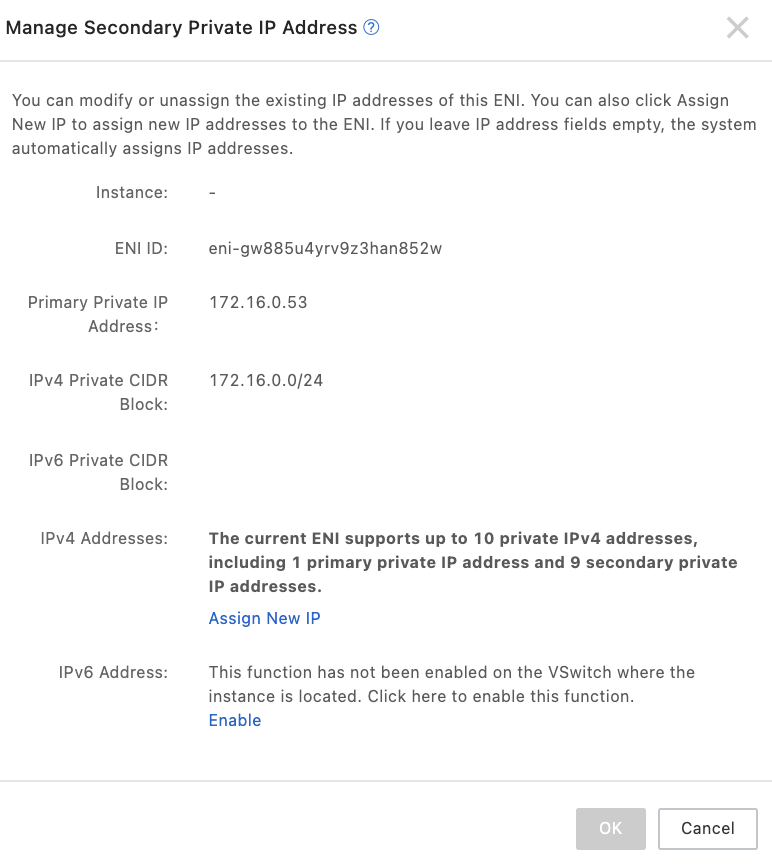 Manage Secondary Private IP Address ?
You can modify or unassign the existing IP addresses of this ENI. You can also click Assign
New IP to assign new IP addresses to the ENI. If you leave IP address fields empty, the system
automatically assigns IP addresses.
Instance: -
ENI ID: eni-gw885u4yrv9z3han852w
Primary Private IP 172.16.0.53
Address：
IPv4 Private CIDR 172.16.0.0/24
Block:
IPv6 Private CIDR
Block:
IPv4 Addresses: The current ENI supports up to 10 private IPv4 addresses,
including 1 primary private IP address and 9 secondary private
IP addresses.
Assign New IP
IPv6 Address: This function has not been enabled on the VSwitch where the
instance is located. Click here to enable this function.
Enable
OK Cancel